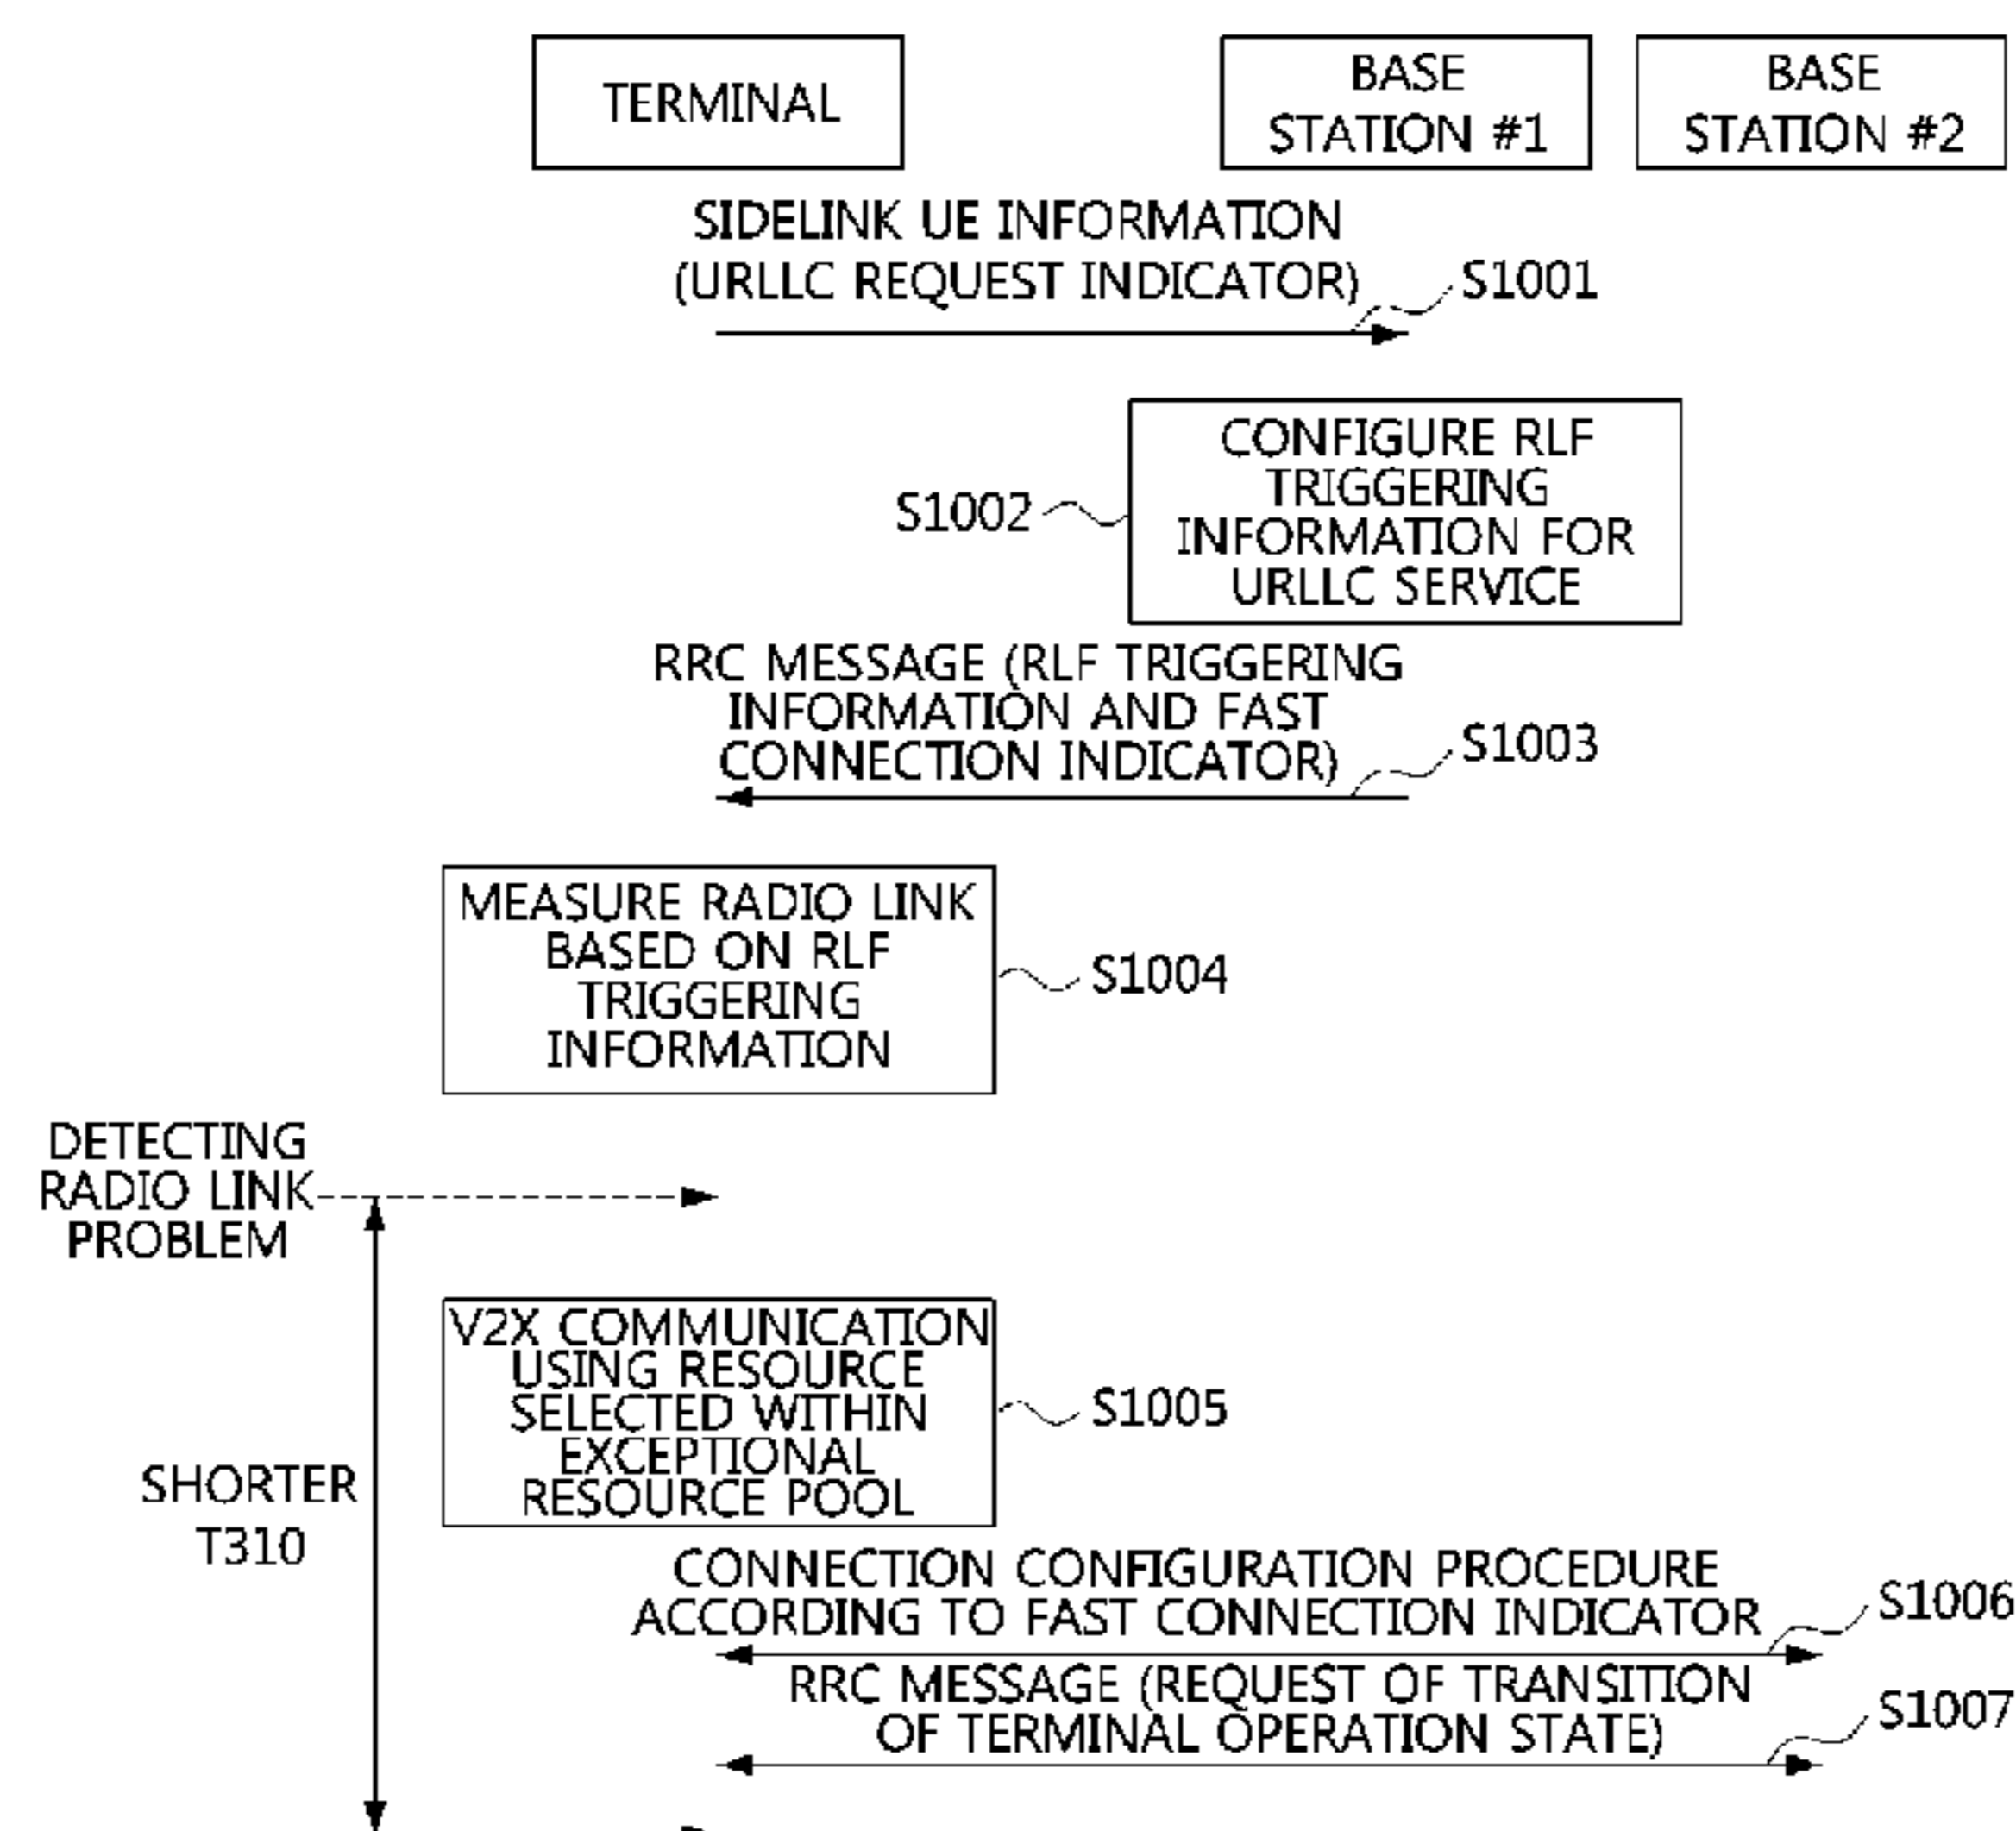 TERMINAL
BASE
STATION #1
BASE
STATION #2
SIDELINK UE INFORMATION
(URLLC REQUEST INDICATOR)
S1001
CONFIGURE RLF
TRIGGERING
INFORMATION FOR
URLLC SERVICE
S1002
RRC MESSAGE (RLF TRIGGERING
INFORMATION AND FAST
CONNECTION INDICATOR)
S1003
MEASURE RADIO LINK
BASED ON RLF
TRIGGERING
INFORMATION
S1004
DETECTING
RADIO LINK
PROBLEM
V2X COMMUNICATION
USING RESOURCE
SELECTED WITHIN
EXCEPTIONAL
RESOURCE POOL
S1005
SHORTER
T310
CONNECTION CONFIGURATION PROCEDURE
ACCORDING TO FAST CONNECTION INDICATOR
S1006
RRC MESSAGE (REQUEST OF TRANSITION
OF TERMINAL OPERATION STATE)
S1007